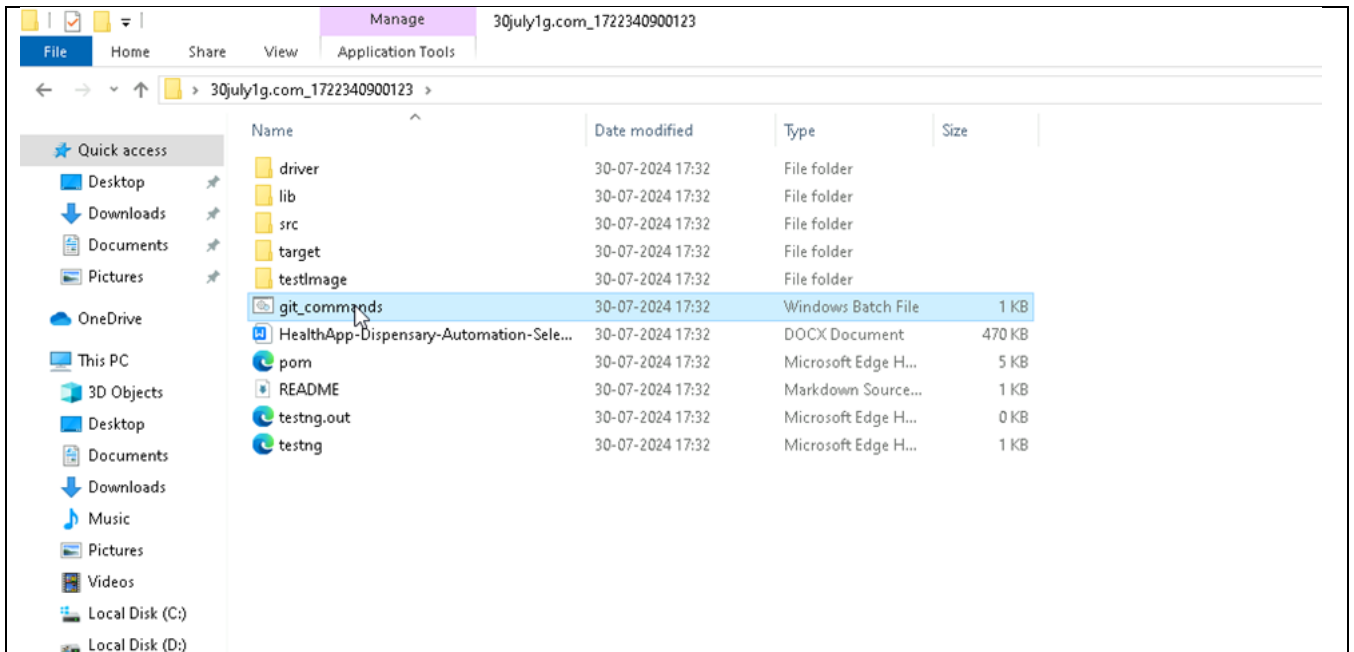 Manage 30july1g.com_1722340900123
File Home Share View Application Tools
30july1g.com_1722340900123
Name Date modified Type Size
Quick access
Desktop
Downloads
Documents
Pictures
OneDrive
This PC
3D Objects
Desktop
Documents
Downloads
Music
Pictures
Videos
Local Disk (C:)
Local Disk (D:)
driver 30-07-2024 17:32 File folder
lib 30-07-2024 17:32 File folder
src 30-07-2024 17:32 File folder
target 30-07-2024 17:32 File folder
testImage 30-07-2024 17:32 File folder
git_commands 30-07-2024 17:32 Windows Batch File 1 KB
HealthApp-Dispensary-Automation-Sele... 30-07-2024 17:32 DOCX Document 470 KB
pom 30-07-2024 17:32 Microsoft Edge H... 5 KB
README 30-07-2024 17:32 Markdown Source... 1 KB
testng.out 30-07-2024 17:32 Microsoft Edge H... 0 KB
testng 30-07-2024 17:32 Microsoft Edge H... 1 KB